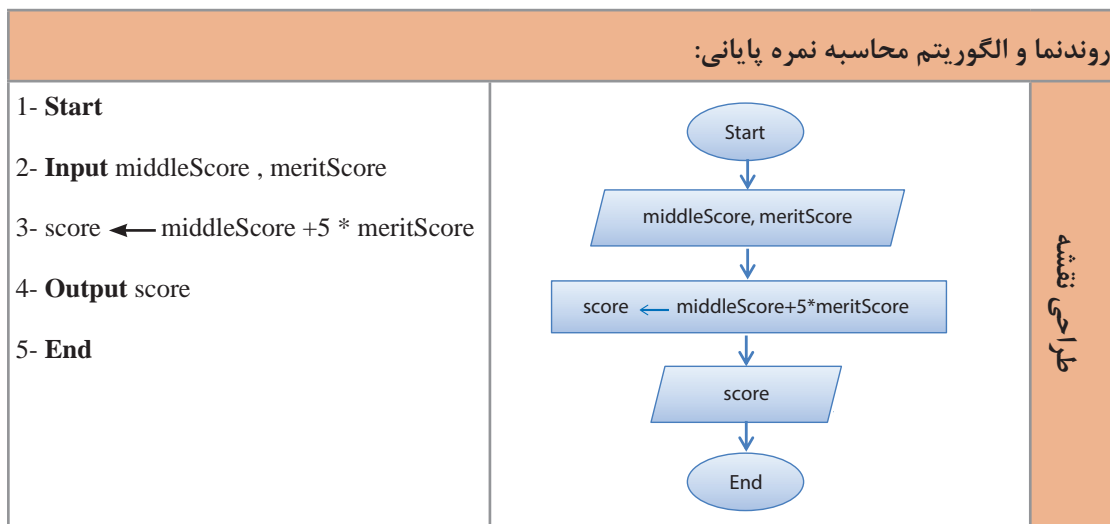 روندنما و الگوریتم محاسبه نمره پایانی:
1- Start
2- Input middleScore , meritScore
3- score ← middleScore +5 * meritScore
4- Output score
5- End
Start
middleScore, meritScore
score ← middleScore+5*meritScore
score
End
طراحی نقشه